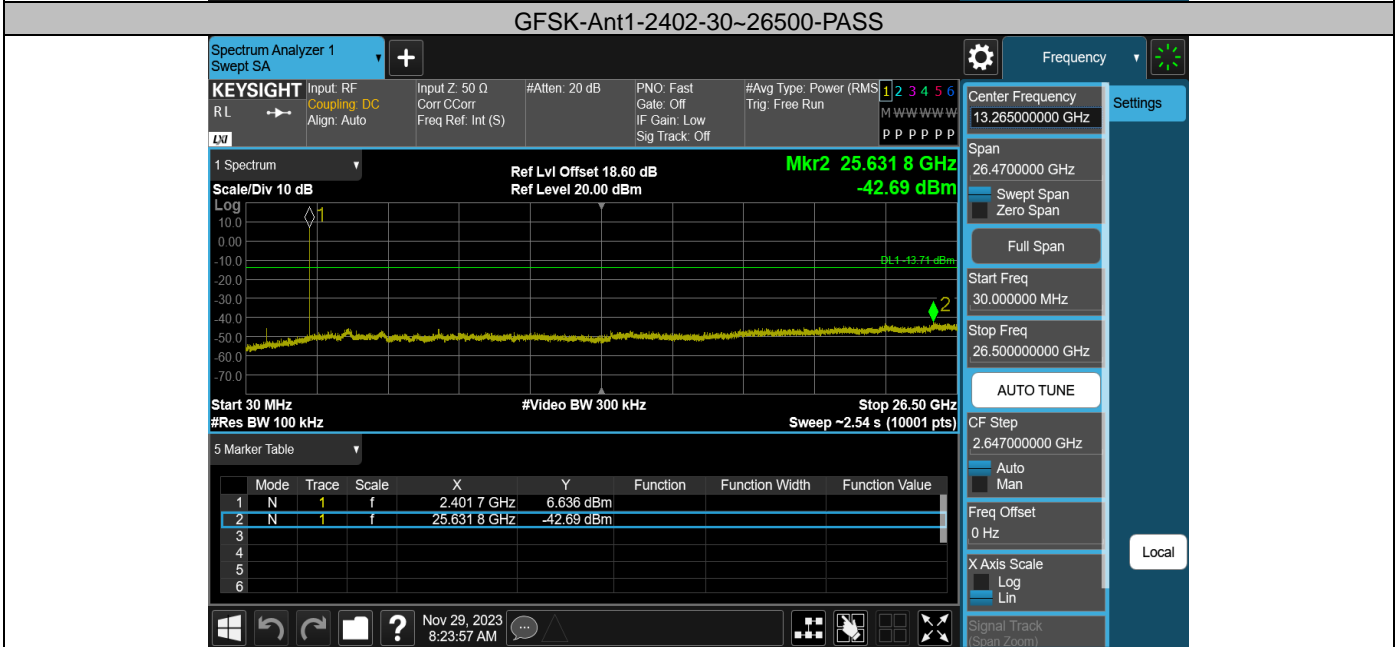 GFSK-Ant1-2402-30~26500-PASS
Spectrum Analyzer 1
Swept SA
+
Frequency
KEYSIGHT
RL
LXI
Input: RF
Coupling: DC
Align: Auto
Input Z: 50 Ω
Corr CCorr
Freq Ref: Int (S)
#Atten: 20 dB
PNO: Fast
Gate: Off
IF Gain: Low
Sig Track: Off
#Avg Type: Power (RMS
Trig: Free Run
1 2 3 4 5 6
M W W W W W
P P P P P P
Settings
1 Spectrum
Scale/Div 10 dB
Log
Ref Lvl Offset 18.60 dB
Ref Level 20.00 dBm
Mkr2 25.631 8 GHz
-42.69 dBm
1
10.0
0.00
-10.0
DL1 -13.71 dBm
-20.0
-30.0
2
-40.0
-50.0
-60.0
-70.0
Start 30 MHz
#Video BW 300 kHz
Stop 26.50 GHz
#Res BW 100 kHz
Sweep ~2.54 s (10001 pts)
5 Marker Table
Mode Trace Scale X Y Function Function Width Function Value
1 N 1 f 2.401 7 GHz 6.636 dBm
2 N 1 f 25.631 8 GHz -42.69 dBm
3
4
5
6
Center Frequency
13.265000000 GHz
Span
26.4700000 GHz
Swept Span
Zero Span
Full Span
Start Freq
30.000000 MHz
Stop Freq
26.500000000 GHz
AUTO TUNE
CF Step
2.647000000 GHz
Auto
Man
Freq Offset
0 Hz
X Axis Scale
Log
Lin
Signal Track
(Span Zoom)
Local
?
Nov 29, 2023
8:23:57 AM